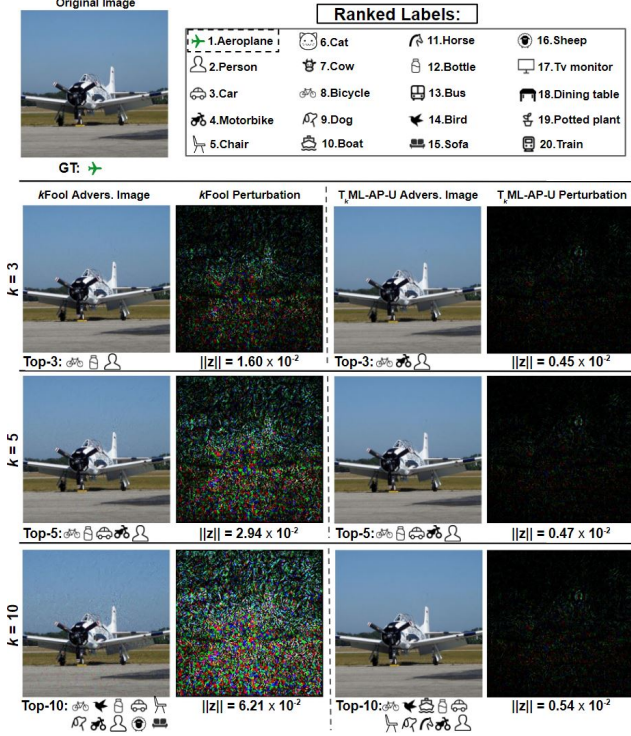 Original Image
GT:
Ranked Labels:
1.Aeroplane
6.Cat
11.Horse
16.Sheep
2.Person
7.Cow
12.Bottle
17.Tv monitor
3.Car
8.Bicycle
13.Bus
18.Dining table
4.Motorbike
9.Dog
14.Bird
19.Potted plant
5.Chair
10.Boat
15.Sofa
20.Train
kFool Advers. Image
kFool Perturbation
TkML-AP-U Advers. Image
TkML-AP-U Perturbation
k = 3
Top-3:
||z|| = 1.60 x 10-2
Top-3:
||z|| = 0.45 x 10-2
k = 5
Top-5:
||z|| = 2.94 x 10-2
Top-5:
||z|| = 0.47 x 10-2
k = 10
Top-10:
||z|| = 6.21 x 10-2
Top-10:
||z|| = 0.54 x 10-2